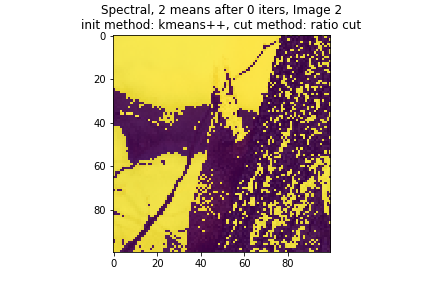 Spectral, 2 means after 0 iters, Image 2
init method: kmeans++, cut method: ratio cut
0
20
40
60
80
0 20 40 60 80